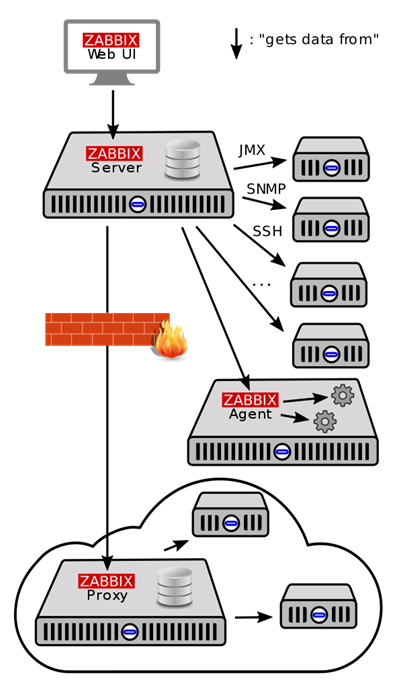 ZABBIX
Web UI
: "gets data from"
ZABBIX
Server
JMX
SNMP
SSH
...
ZABBIX
Agent
ZABBIX
Proxy